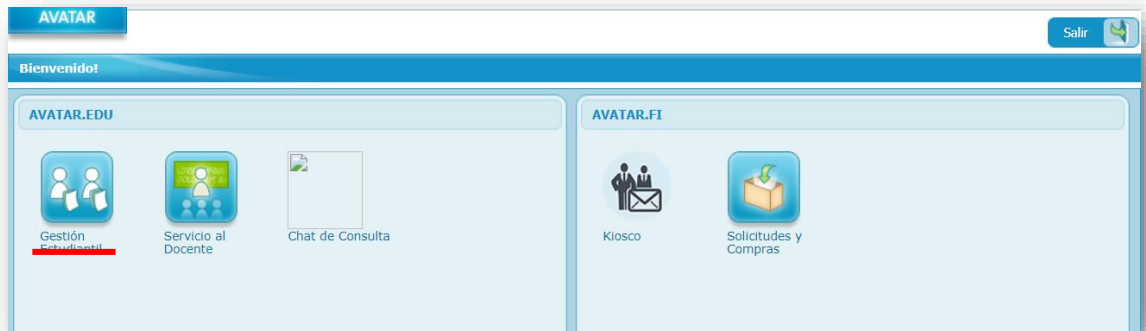 AVATAR
Salir
Bienvenido!
AVATAR.EDU
AVATAR.FI
Gestión
Estudiantil
Servicio al
Docente
Chat de Consulta
Kiosco
Solicitudes y
Compras